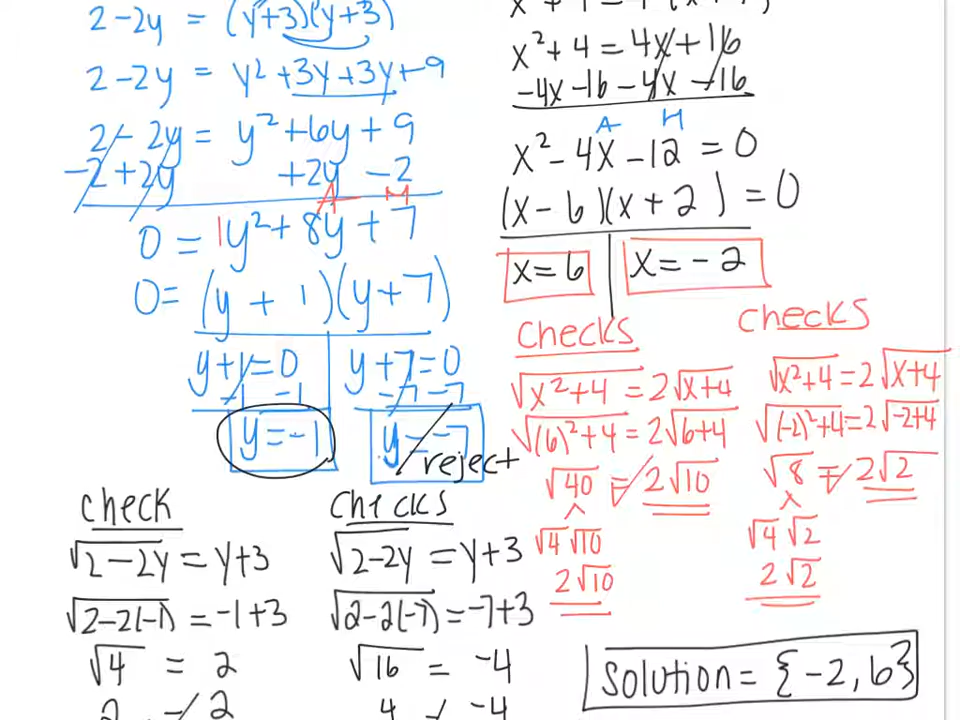 2-2y = (y+3)(y+3)
2-2y = y² +3y+3y+9
2-2y = y²+6y+9
-2+2y +2y -2
A M
0 = 1y²+8y+7
0= (y + 1)(y+7)
y+1=0 y+7=0
-1 -1 -7 -7
y=-1 y=-7
reject
check
√2-2y = y+3
√2-2(-1) = -1+3
√4 = 2
2 2
Checks
√2-2y = y+3
√2-2(-7) = -7+3
√16 = -4
4 ≠ -4
x²+4 = 4x+16
-4x -16 -4x -16
A M
x²-4x-12 = 0
(x-6)(x+2) = 0
x=6 x=-2
Checks
√x²+4 = 2√x+4
√(6)²+4 = 2√6+4
√40 = 2√10
√4 √10
2√10
Checks
√x²+4 = 2√x+4
√(-2)²+4 = 2√-2+4
√8 = 2√2
√4 √2
2√2
Solution = {-2, 6}